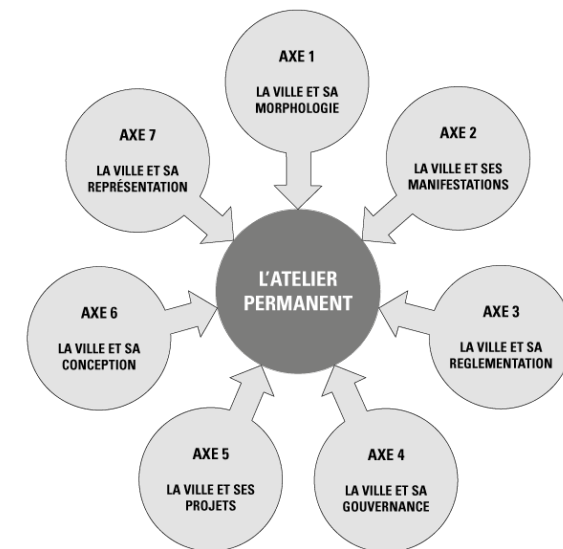 AXE 1
LA VILLE ET SA
MORPHOLOGIE
AXE 2
LA VILLE ET SES
MANIFESTATIONS
AXE 3
LA VILLE ET SA
REGLEMENTATION
AXE 4
LA VILLE ET SA
GOUVERNANCE
AXE 5
LA VILLE ET SES
PROJETS
AXE 6
LA VILLE ET SA
CONCEPTION
AXE 7
LA VILLE ET SA
REPRÉSENTATION
L'ATELIER
PERMANENT